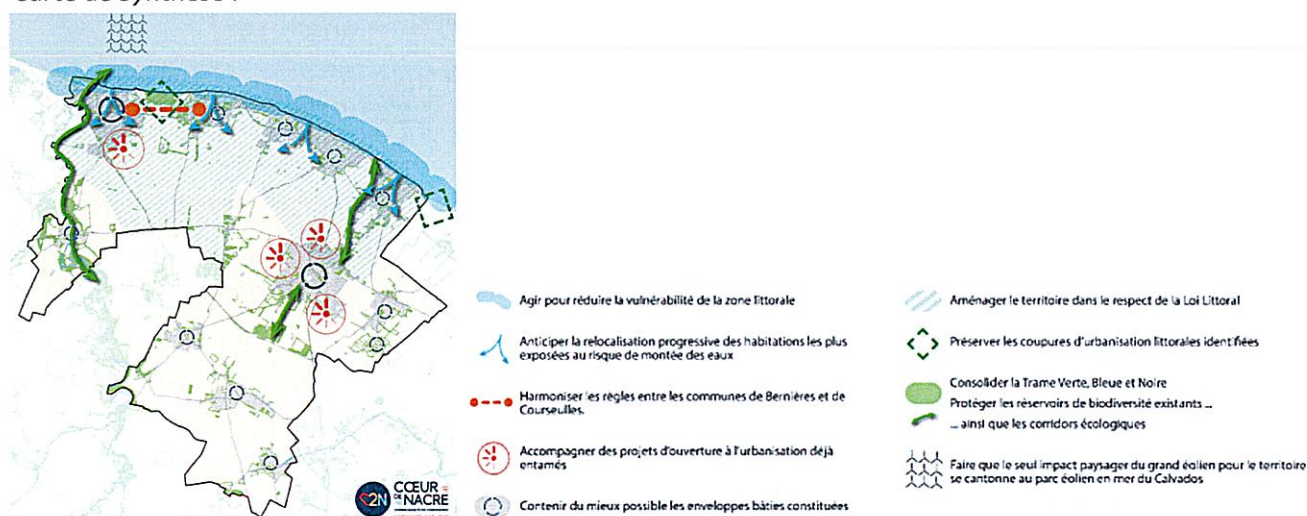 Carte de synthèse :
C2N CŒUR
DE NACRE
Agir pour réduire la vulnérabilité de la zone littorale
Anticiper la relocalisation progressive des habitations les plus
exposées au risque de montée des eaux
Harmoniser les règles entre les communes de Bernières et de
Courseulles.
Accompagner des projets d'ouverture à l'urbanisation déjà
entamés
Contenir du mieux possible les enveloppes bâties constituées
Aménager le territoire dans le respect de la Loi Littoral
Préserver les coupures d'urbanisation littorales identifiées
Consolider la Trame Verte, Bleue et Noire
Protéger les réservoirs de biodiversité existants ...
... ainsi que les corridors écologiques
Faire que le seul impact paysager du grand éolien pour le territoire
se cantonne au parc éolien en mer du Calvados